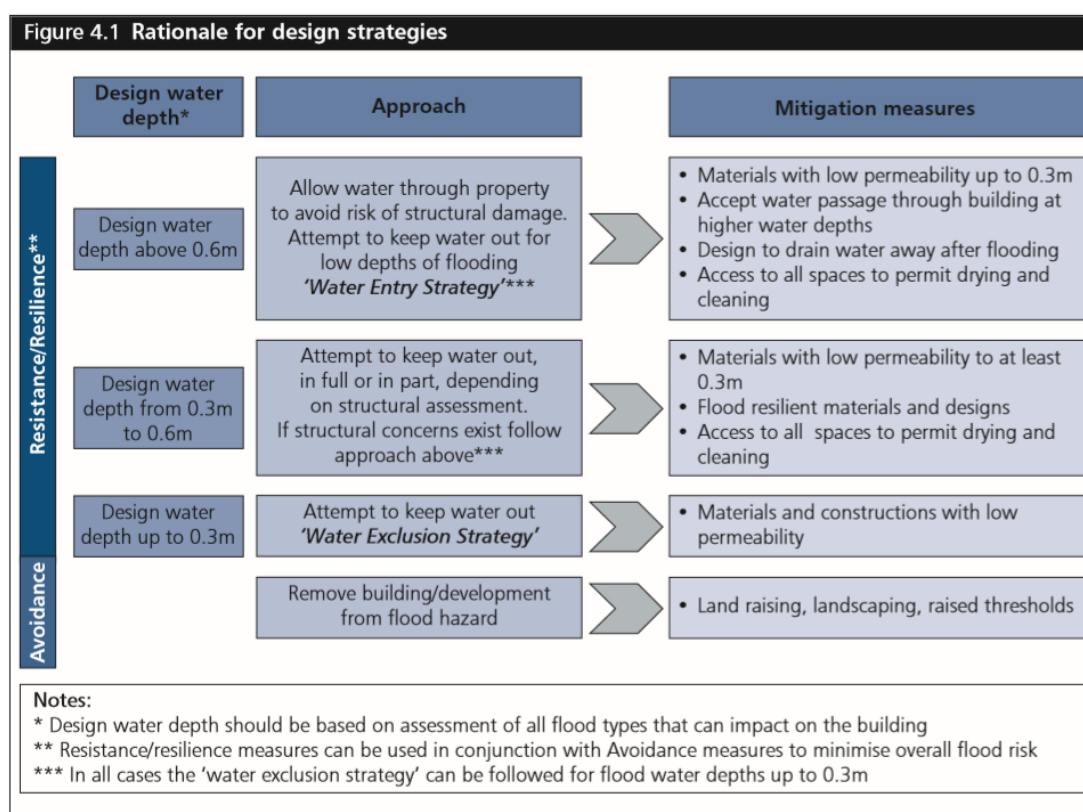 Figure 4.1 Rationale for design strategies
Design water
depth*
Approach
Mitigation measures
Resistance/Resilience**
Design water
depth above 0.6m
Allow water through property
to avoid risk of structural damage.
Attempt to keep water out for
low depths of flooding
‘Water Entry Strategy’***
• Materials with low permeability up to 0.3m
• Accept water passage through building at
higher water depths
• Design to drain water away after flooding
• Access to all spaces to permit drying and
cleaning
Design water
depth from 0.3m
to 0.6m
Attempt to keep water out,
in full or in part, depending
on structural assessment.
If structural concerns exist follow
approach above***
• Materials with low permeability to at least
0.3m
• Flood resilient materials and designs
• Access to all spaces to permit drying and
cleaning
Design water
depth up to 0.3m
Attempt to keep water out
‘Water Exclusion Strategy’
• Materials and constructions with low
permeability
Avoidance
Remove building/development
from flood hazard
• Land raising, landscaping, raised thresholds
Notes:
* Design water depth should be based on assessment of all flood types that can impact on the building
** Resistance/resilience measures can be used in conjunction with Avoidance measures to minimise overall flood risk
*** In all cases the ‘water exclusion strategy’ can be followed for flood water depths up to 0.3m